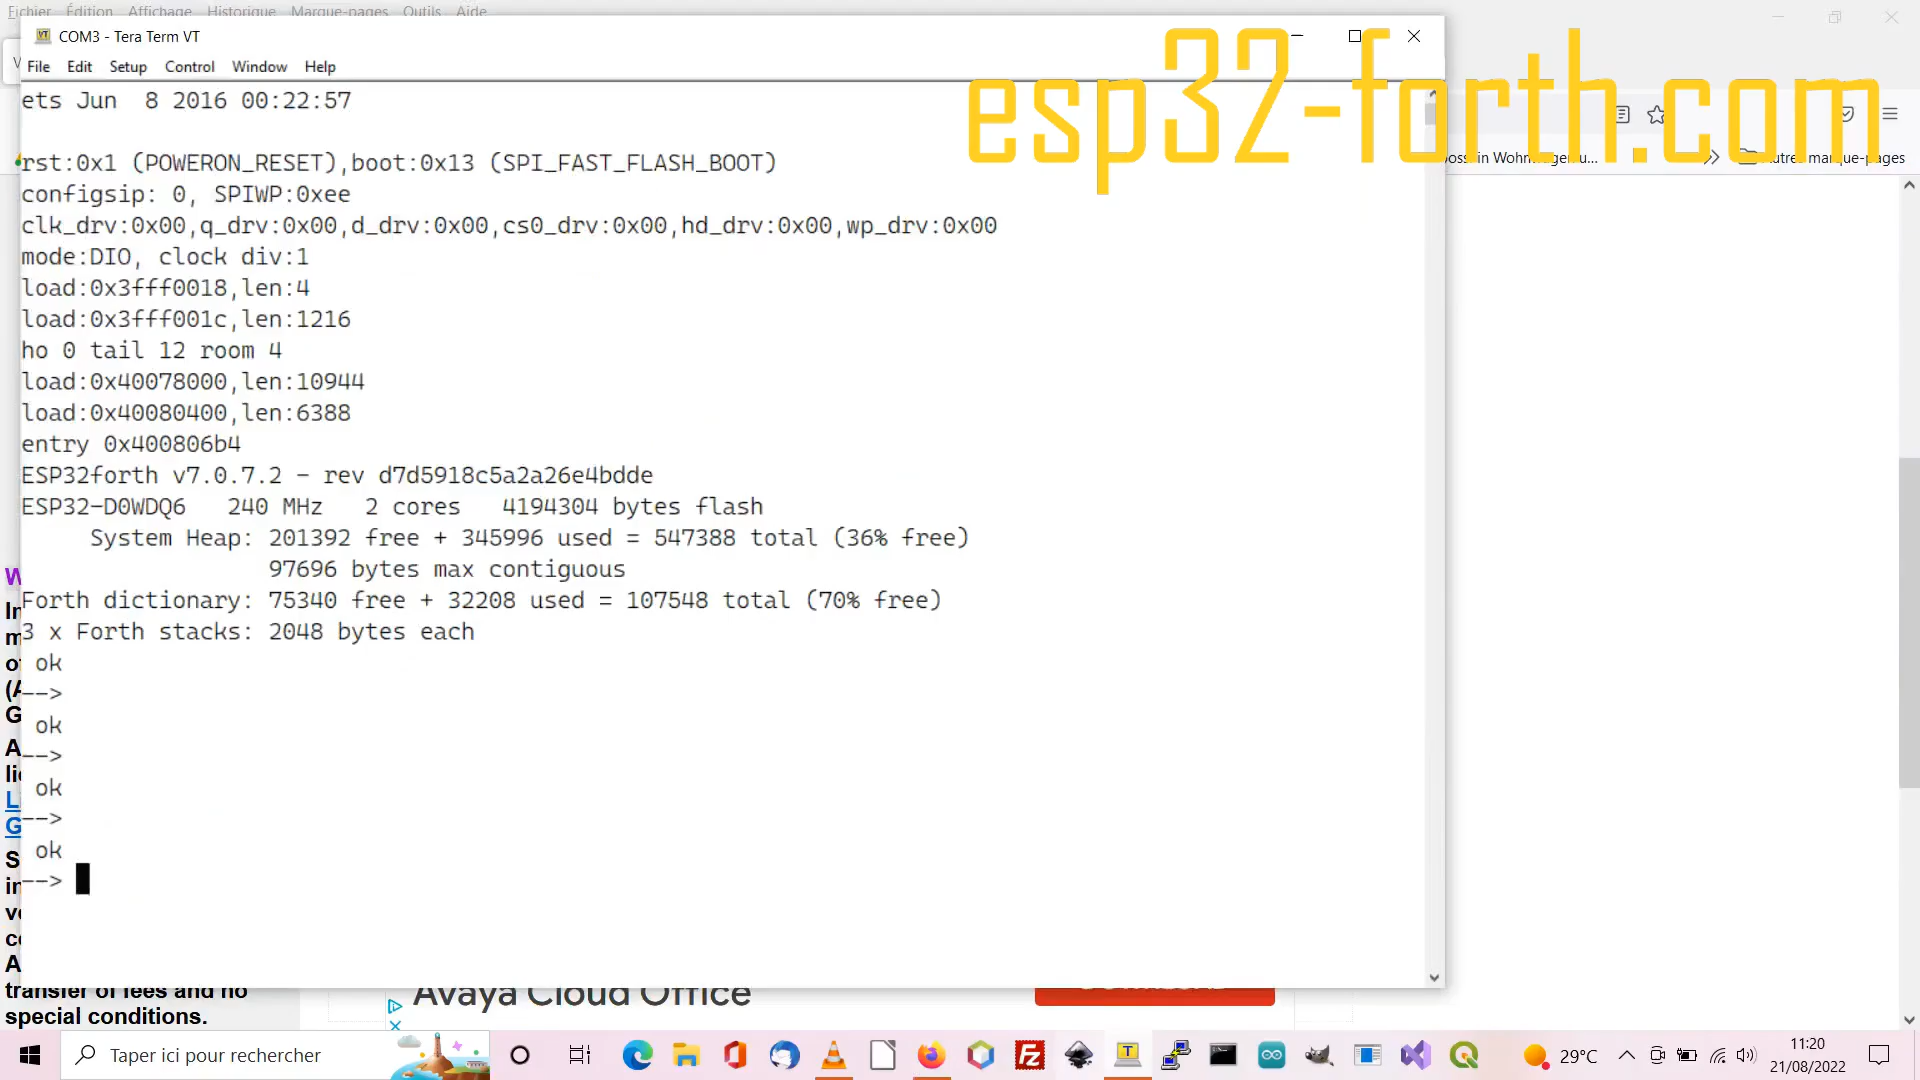 Fichier Édition Affichage Historique Marque-pages Outils Aide
COM3 - Tera Term VT
File Edit Setup Control Window Help
esp32-forth.com
ets Jun  8 2016 00:22:57
rst:0x1 (POWERON_RESET),boot:0x13 (SPI_FAST_FLASH_BOOT)
configsip: 0, SPIWP:0xee
clk_drv:0x00,q_drv:0x00,d_drv:0x00,cs0_drv:0x00,hd_drv:0x00,wp_drv:0x00
mode:DIO, clock div:1
load:0x3fff0018,len:4
load:0x3fff001c,len:1216
ho 0 tail 12 room 4
load:0x40078000,len:10944
load:0x40080400,len:6388
entry 0x400806b4
ESP32forth v7.0.7.2 - rev d7d5918c5a2a26e4bdde
ESP32-D0WDQ6   240 MHz   2 cores   4194304 bytes flash
System Heap: 201392 free + 345996 used = 547388 total (36% free)
97696 bytes max contiguous
Forth dictionary: 75340 free + 32208 used = 107548 total (70% free)
3 x Forth stacks: 2048 bytes each
ok
-->
ok
-->
ok
-->
ok
-->
Autres marque-pages
transfer of fees and no
special conditions.
Avaya Cloud Office
Taper ici pour rechercher
29°C
11:20
21/08/2022